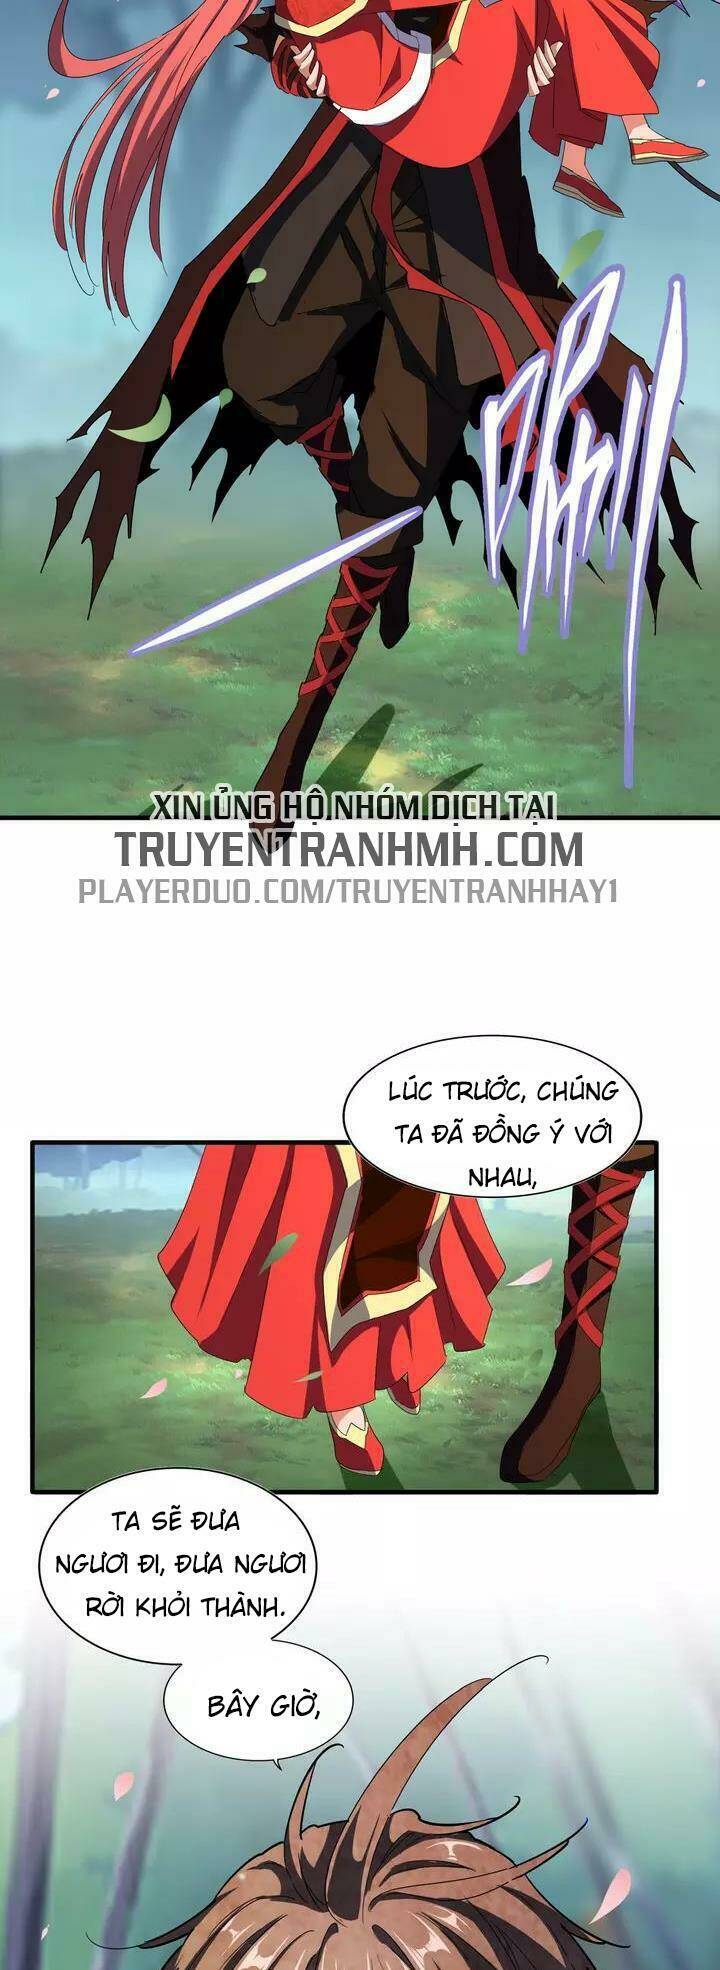 XIN ỦNG HỘ NHÓM DỊCH TẠI
TRUYENTRANHMH.COM
PLAYERDUO.COM/TRUYENTRANHHAY1
LÚC TRƯỚC, CHÚNG
TA ĐÃ ĐỒNG Ý VỚI
NHAU,
TA SẼ ĐƯA
NGƯƠI ĐI, ĐƯA NGƯƠI
RỜI KHỎI THÀNH.
BÂY GIỜ,